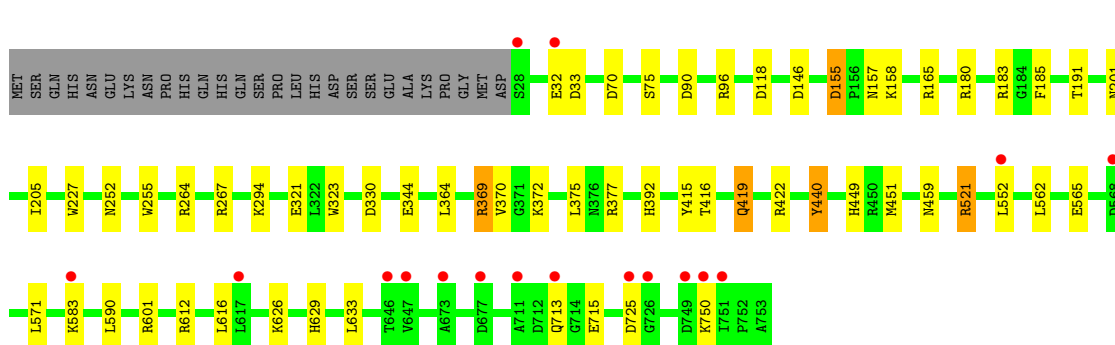 MET SER GLN HIS ASN GLU LYS ASN PRO HIS GLN HIS GLN SER PRO LEU HIS ASP SER SER GLU ALA LYS PRO GLY MET ASP S28 E32 D33 D70 S75 D90 R96 D118 D146 D155 P156 N157 K158 R165 R180 R183 G184 F185 T191 N201
I205 W227 N252 W255 R264 R267 K294 E321 L322 W323 D330 E344 L364 R369 V370 G371 K372 L375 N376 R377 H392 Y415 T416 Q419 R422 Y440 H449 R450 M451 N459 R521 L552 L562 E565 D568
L571 K583 L590 R601 R612 L616 L617 K626 H629 L633 T646 V647 A673 D677 A711 D712 Q713 G714 E715 D725 G726 D749 K750 I751 P752 A753